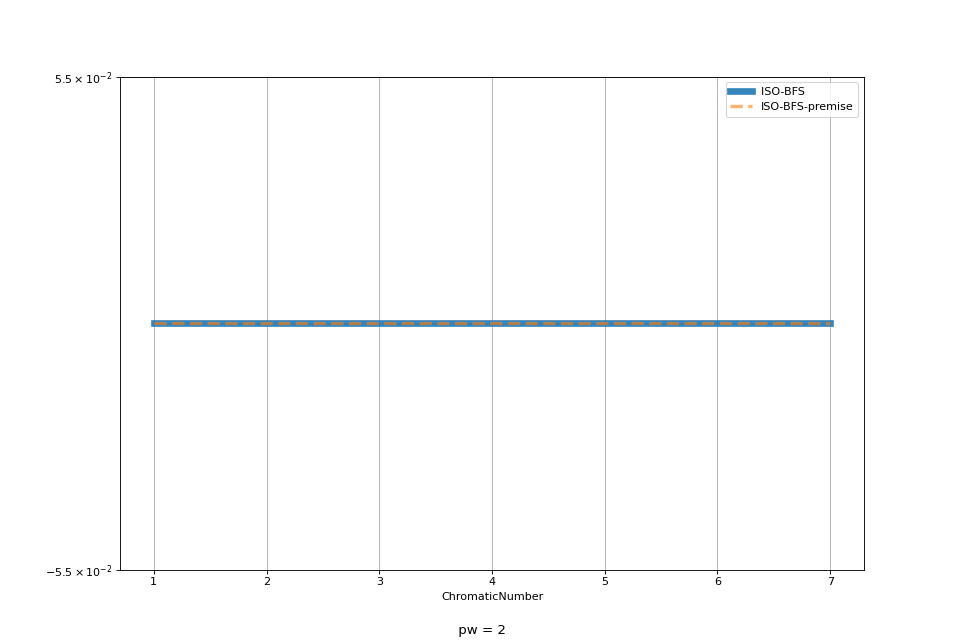 5.5 × 10⁻²
ISO-BFS
ISO-BFS-premise
−5.5 × 10⁻²
1 2 3 4 5 6 7
ChromaticNumber
pw = 2